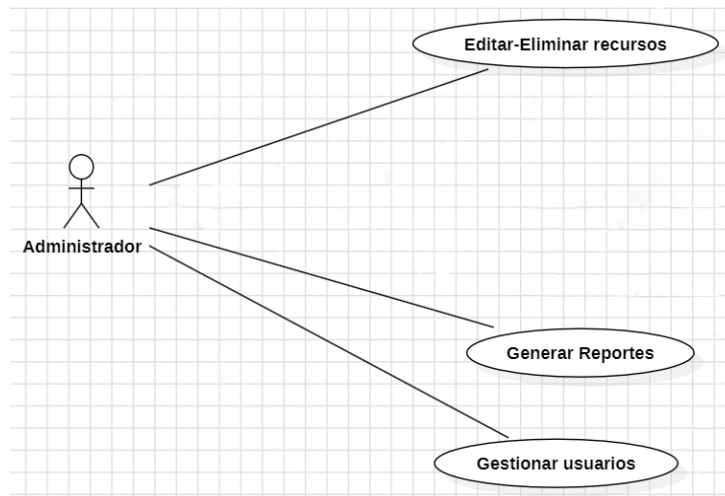 Editar-Eliminar recursos
Administrador
Generar Reportes
Gestionar usuarios